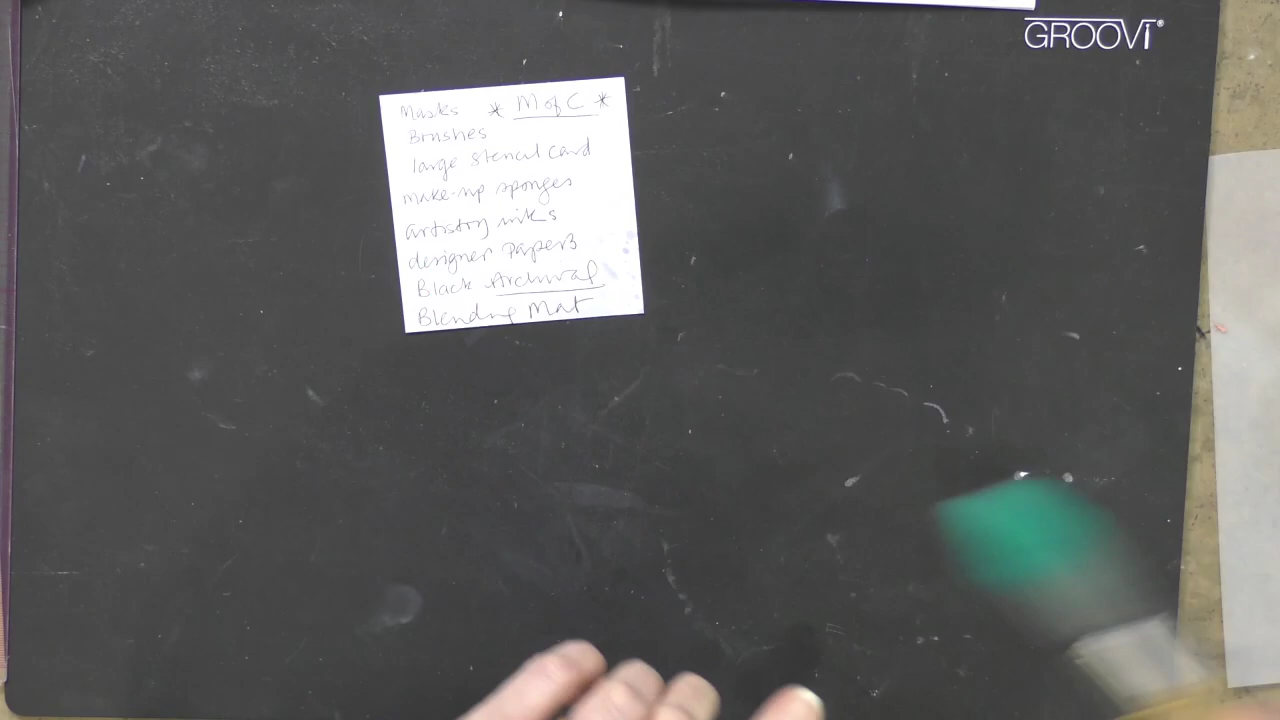 GROOVI®
Masks * M of C *
Brushes
large stencil card
make-up sponges
artistry inks
designer Papers
Black Archival
Blending Mat